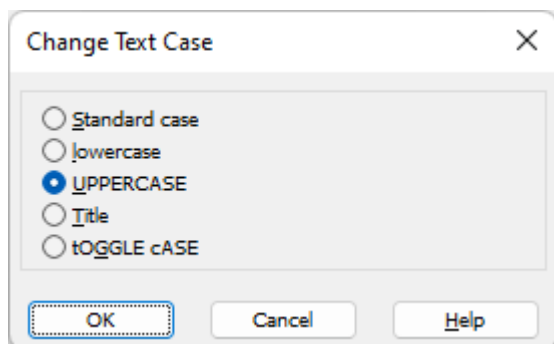 Change Text Case
Standard case
lowercase
UPPERCASE
Title
tOGGLE cASE
OK Cancel Help